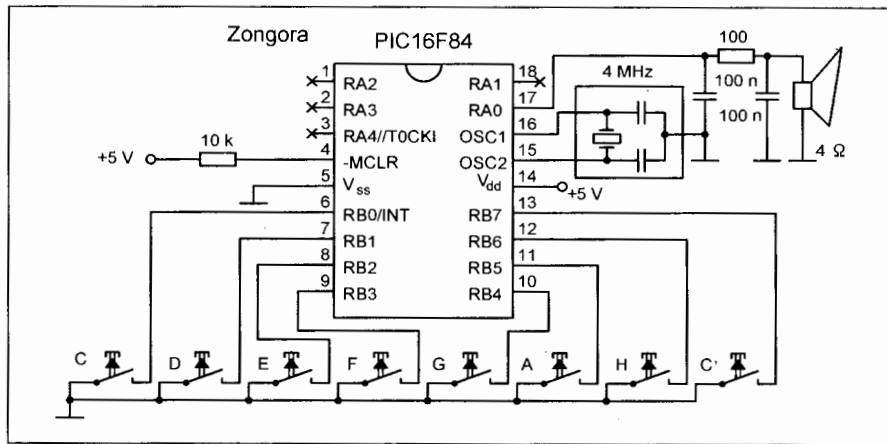 Zongora
PIC16F84
1 RA2
2 RA3
3 RA4//T0CKI
4 -MCLR
5 Vss
6 RB0/INT
7 RB1
8 RB2
9 RB3
RA1 18
RA0 17
OSC1 16
OSC2 15
Vdd 14
RB7 13
RB6 12
RB5 11
RB4 10
10 k
+5 V
4 MHz
+5 V
100
100 n
100 n
4 Ω
C D E F G A H C'